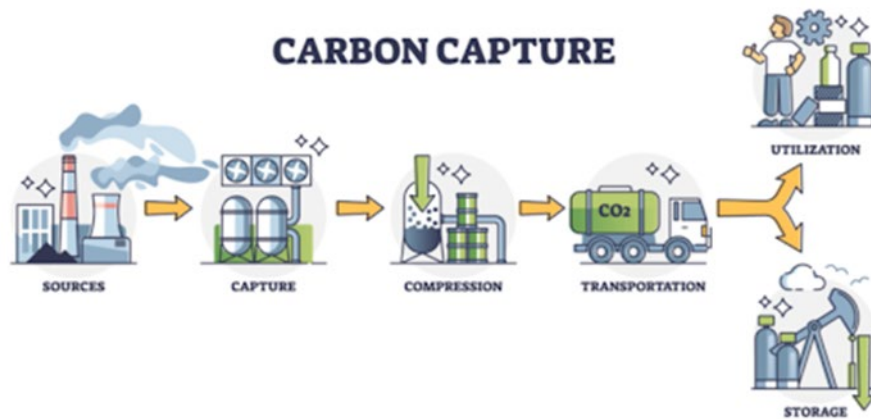 CARBON CAPTURE
UTILIZATION
CO2
SOURCES
CAPTURE
COMPRESSION
TRANSPORTATION
STORAGE